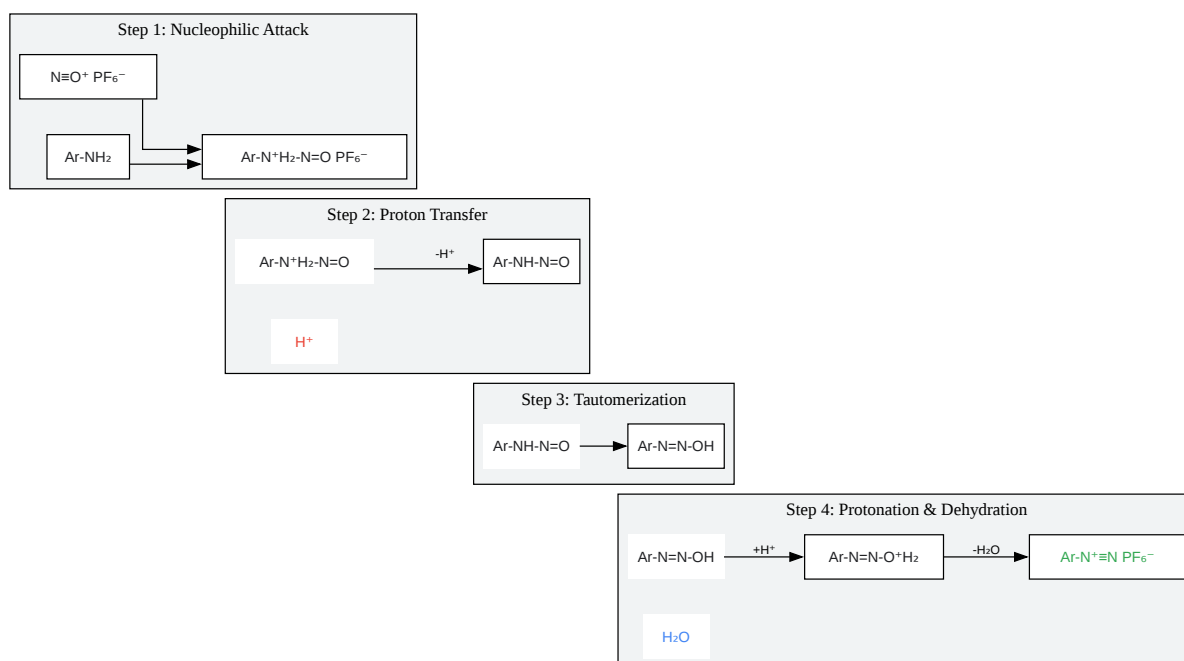 Step 1: Nucleophilic Attack
N≡O⁺ PF₆⁻
Ar-NH₂
Ar-N⁺H₂-N=O PF₆⁻
Step 2: Proton Transfer
Ar-N⁺H₂-N=O
-H⁺
Ar-NH-N=O
H⁺
Step 3: Tautomerization
Ar-NH-N=O
Ar-N=N-OH
Step 4: Protonation & Dehydration
Ar-N=N-OH
+H⁺
Ar-N=N-O⁺H₂
-H₂O
Ar-N⁺≡N PF₆⁻
H₂O